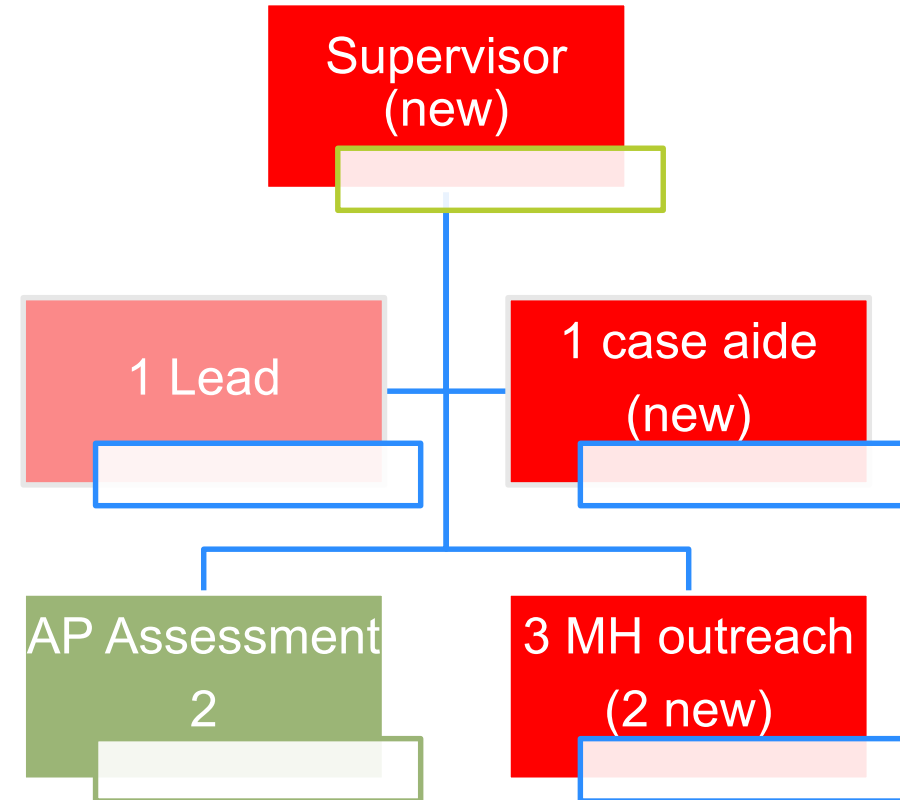 Supervisor
(new)
1 Lead
1 case aide
(new)
AP Assessment
2
3 MH outreach
(2 new)